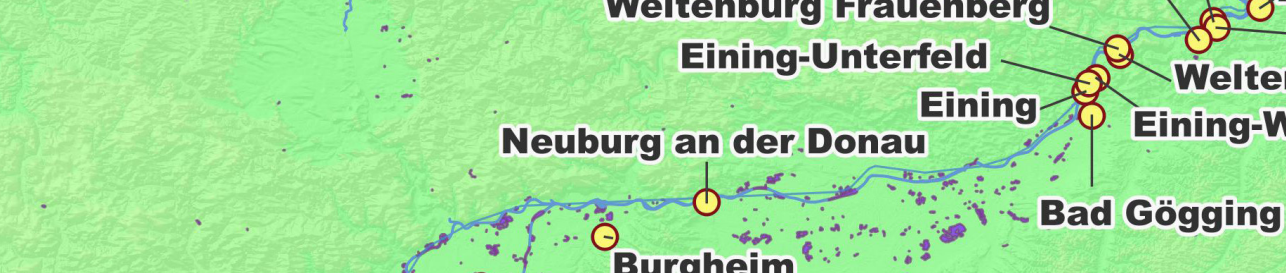 Weltenburg Frauenberg
Eining-Unterfeld
Eining
Neuburg an der Donau
Bad Gögging
Burgheim